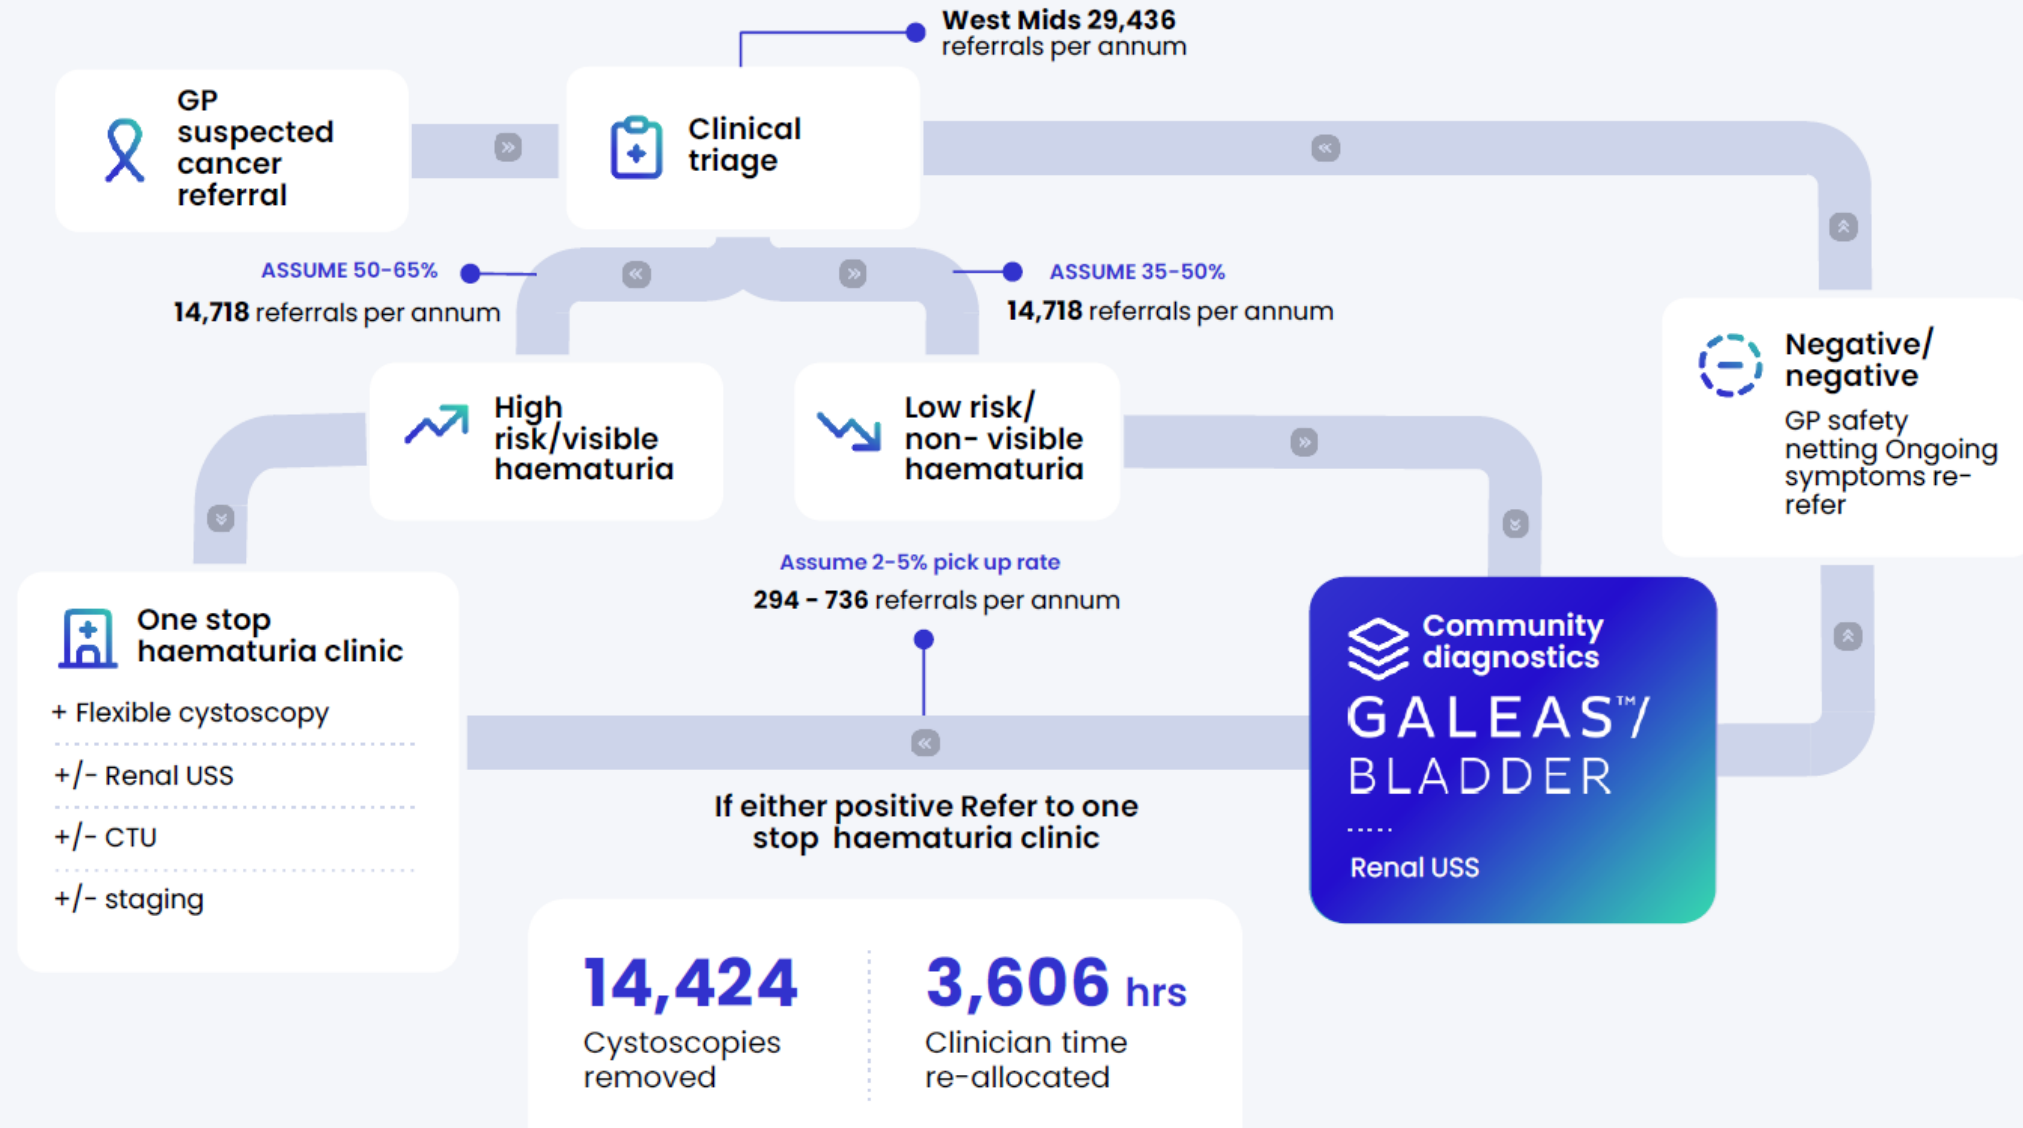 West Mids 29,436
referrals per annum
GP
suspected
cancer
referral
Clinical
triage
ASSUME 50-65%
14,718 referrals per annum
ASSUME 35-50%
14,718 referrals per annum
High
risk/visible
haematuria
Low risk/
non- visible
haematuria
Negative/
negative
GP safety
netting Ongoing
symptoms re-
refer
Assume 2-5% pick up rate
294 - 736 referrals per annum
One stop
haematuria clinic
+ Flexible cystoscopy
+/- Renal USS
+/- CTU
+/- staging
Community
diagnostics
GALEAS™/
BLADDER
Renal USS
If either positive Refer to one
stop haematuria clinic
14,424
Cystoscopies
removed
3,606 hrs
Clinician time
re-allocated